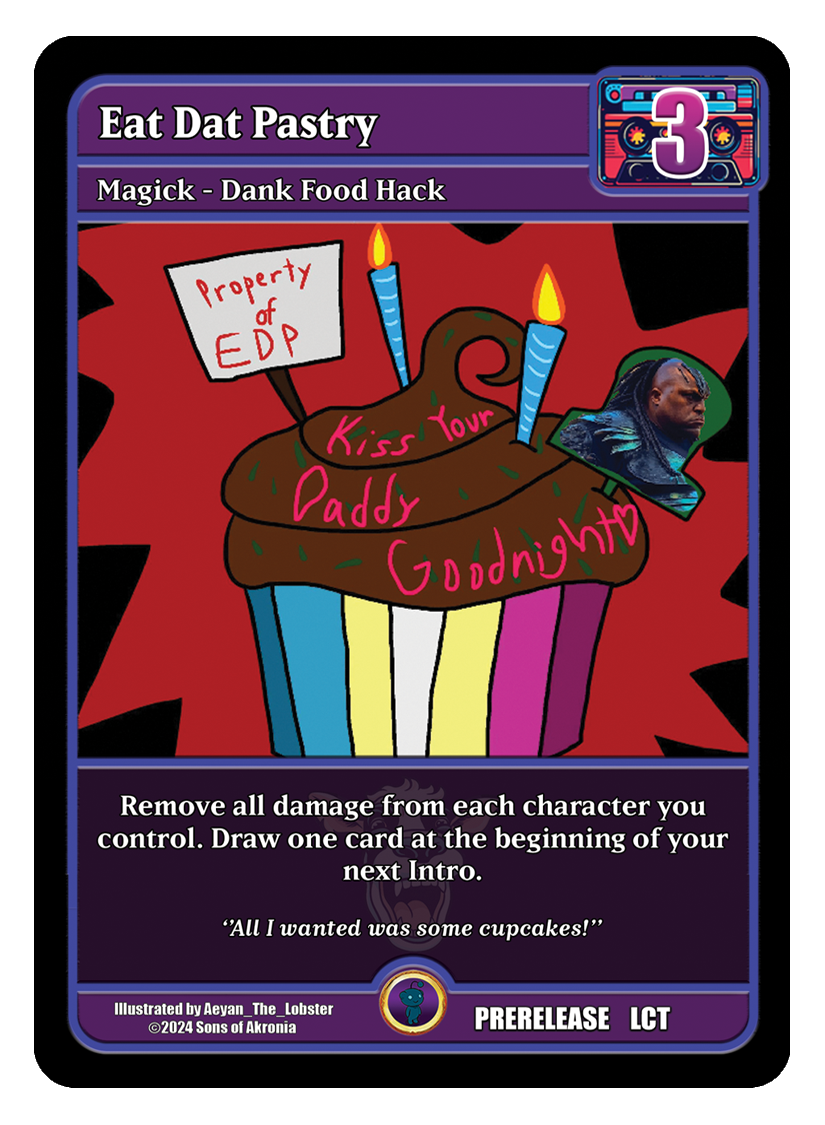 Eat Dat Pastry
3
Magick - Dank Food Hack
Property
of
EDP
Kiss Your
Daddy
Goodnight
Remove all damage from each character you
control. Draw one card at the beginning of your
next Intro.
"All I wanted was some cupcakes!"
Illustrated by Aeyan_The_Lobster
©2024 Sons of Akronia
PRERELEASE LCT